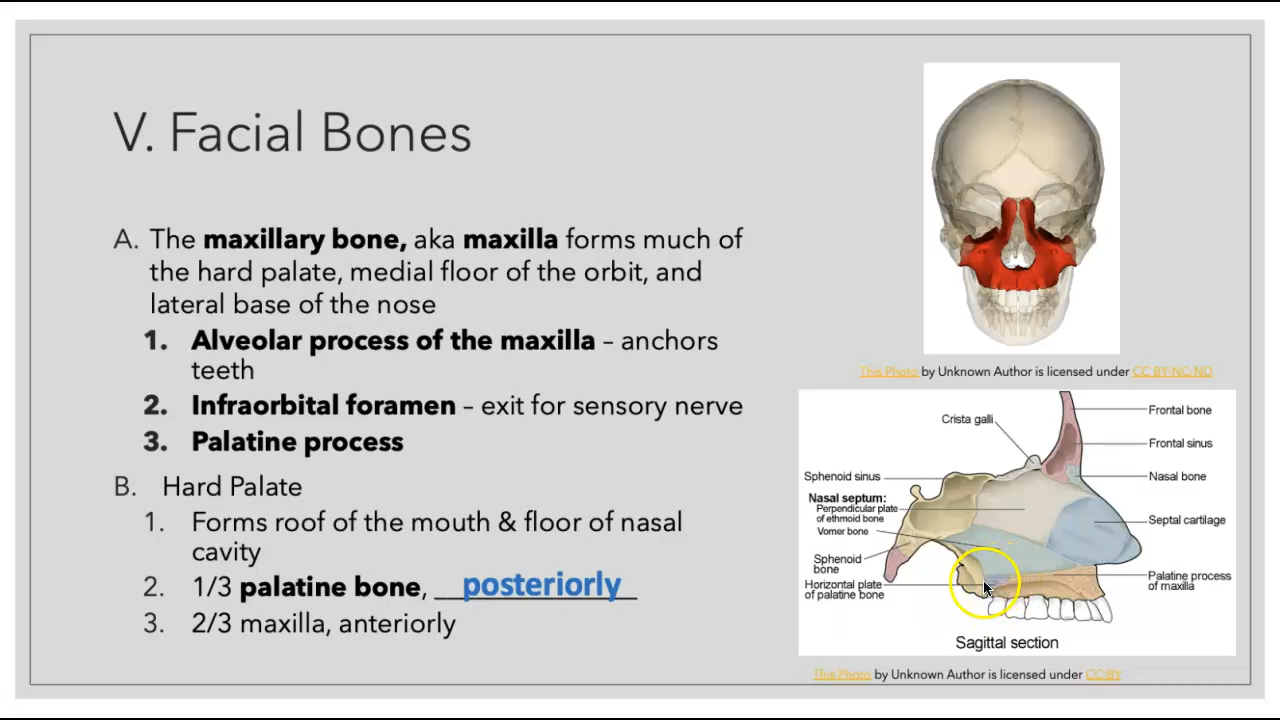 V. Facial Bones
A. The maxillary bone, aka maxilla forms much of
the hard palate, medial floor of the orbit, and
lateral base of the nose
1. Alveolar process of the maxilla – anchors
teeth
2. Infraorbital foramen – exit for sensory nerve
3. Palatine process
B. Hard Palate
1. Forms roof of the mouth & floor of nasal
cavity
2. 1/3 palatine bone, __posteriorly_
3. 2/3 maxilla, anteriorly
This Photo by Unknown Author is licensed under CC BY-NC-ND
Crista galli
Frontal bone
Frontal sinus
Sphenoid sinus
Nasal bone
Nasal septum:
Perpendicular plate
of ethmoid bone
Septal cartilage
Vomer bone
Sphenoid
bone
Horizontal plate
of palatine bone
Palatine process
of maxilla
Sagittal section
This Photo by Unknown Author is licensed under CC BY